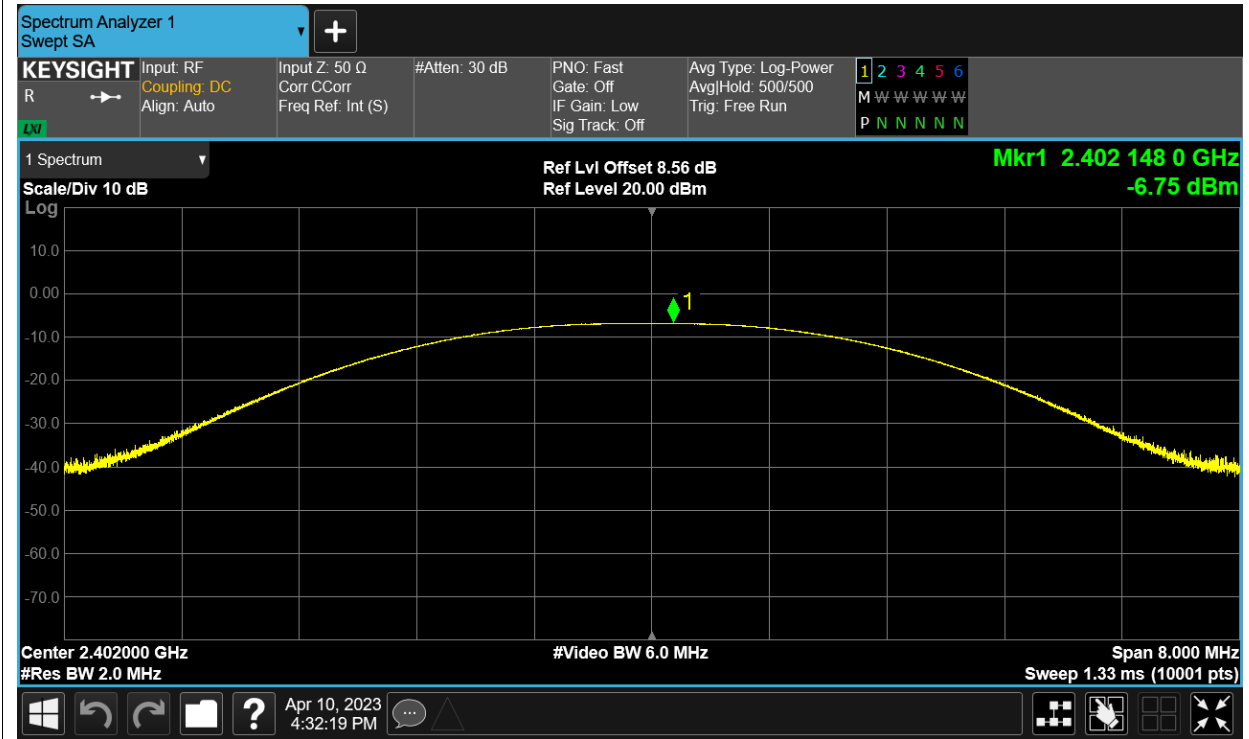 Spectrum Analyzer 1
Swept SA
+
KEYSIGHT
R
LXI
Input: RF
Coupling: DC
Align: Auto
Input Z: 50 Ω
Corr CCorr
Freq Ref: Int (S)
#Atten: 30 dB
PNO: Fast
Gate: Off
IF Gain: Low
Sig Track: Off
Avg Type: Log-Power
Avg|Hold: 500/500
Trig: Free Run
1 2 3 4 5 6
M W W W W W
P N N N N N
1 Spectrum
Scale/Div 10 dB
Ref Lvl Offset 8.56 dB
Ref Level 20.00 dBm
Mkr1 2.402 148 0 GHz
-6.75 dBm
Log
10.0
0.00
-10.0
-20.0
-30.0
-40.0
-50.0
-60.0
-70.0
1
Center 2.402000 GHz
#Res BW 2.0 MHz
#Video BW 6.0 MHz
Span 8.000 MHz
Sweep 1.33 ms (10001 pts)
?
Apr 10, 2023
4:32:19 PM